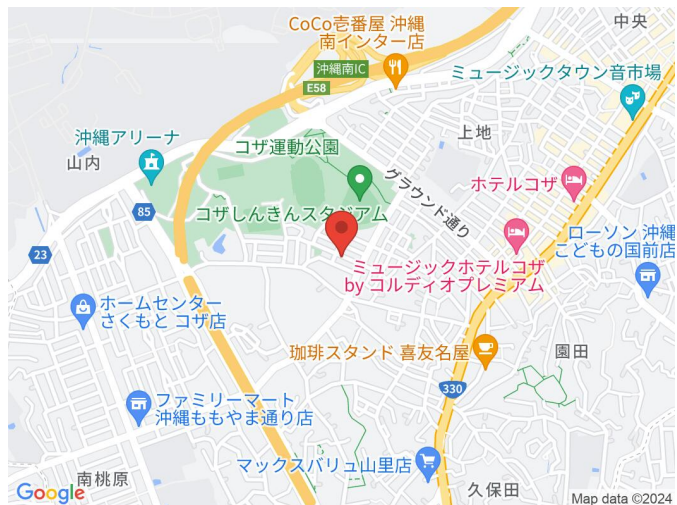 CoCo壱番屋 沖縄
南インター店
中央
沖縄南IC
E58
ミュージックタウン音市場
沖縄アリーナ
山内
コザ運動公園
上地
グラウンド通り
ホテルコザ
85
コザしんきんスタジアム
23
ローソン 沖縄
こどもの国前店
ミュージックホテルコザ
by コルディオプレミアム
ホームセンター
さくもと コザ店
珈琲スタンド 喜友名屋
園田
330
ファミリーマート
沖縄ももやま通り店
マックスバリュ山里店
南桃原
久保田
Google
Map data ©2024